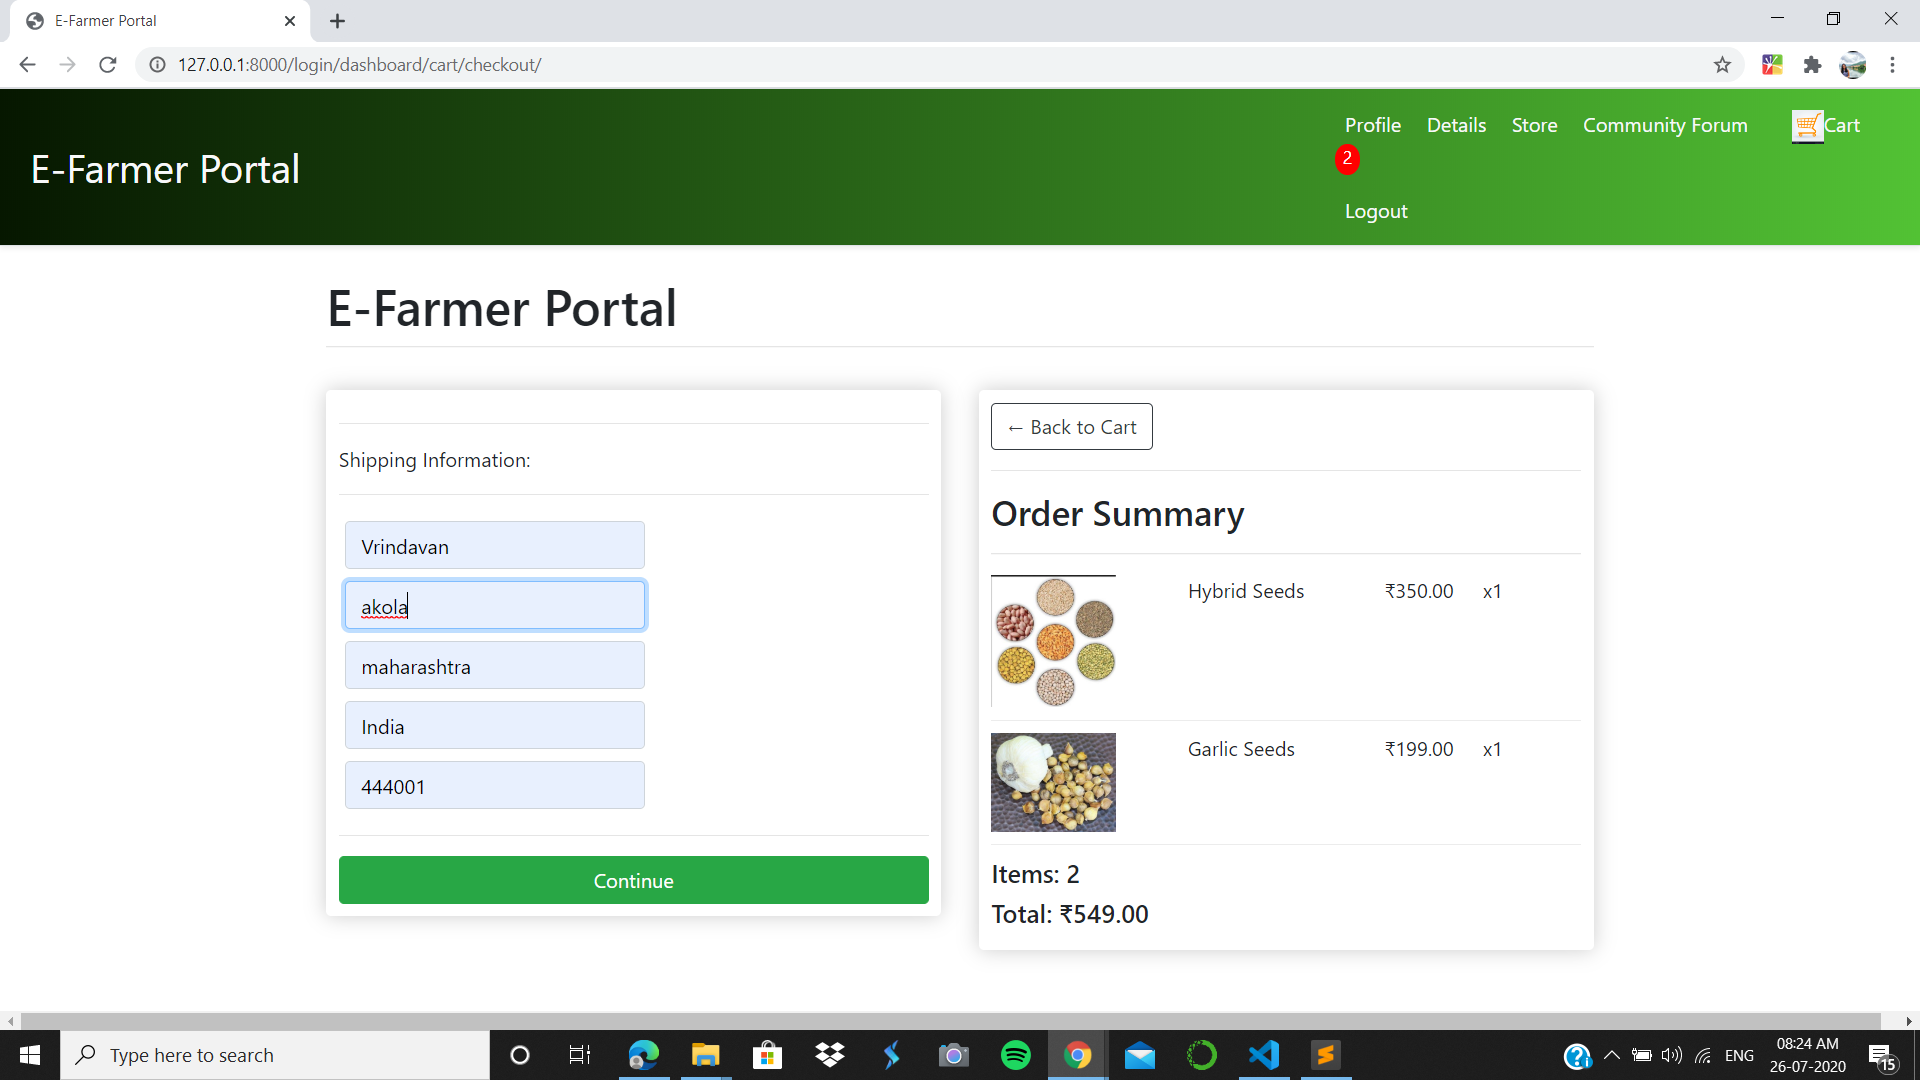 E-Farmer Portal
127.0.0.1:8000/login/dashboard/cart/checkout/
E-Farmer Portal
Profile Details Store Community Forum Cart
2
Logout
E-Farmer Portal
Shipping Information:
Vrindavan
akola
maharashtra
India
444001
Continue
← Back to Cart
Order Summary
Hybrid Seeds ₹350.00 x1
Garlic Seeds ₹199.00 x1
Items: 2
Total: ₹549.00
Type here to search
ENG
08:24 AM
26-07-2020
15